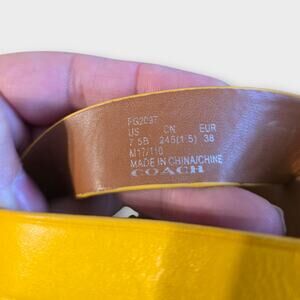 FG2097
US CN EUR
7.5B 245(1.5) 38
M17/110
MADE IN CHINA/CHINE
COACH